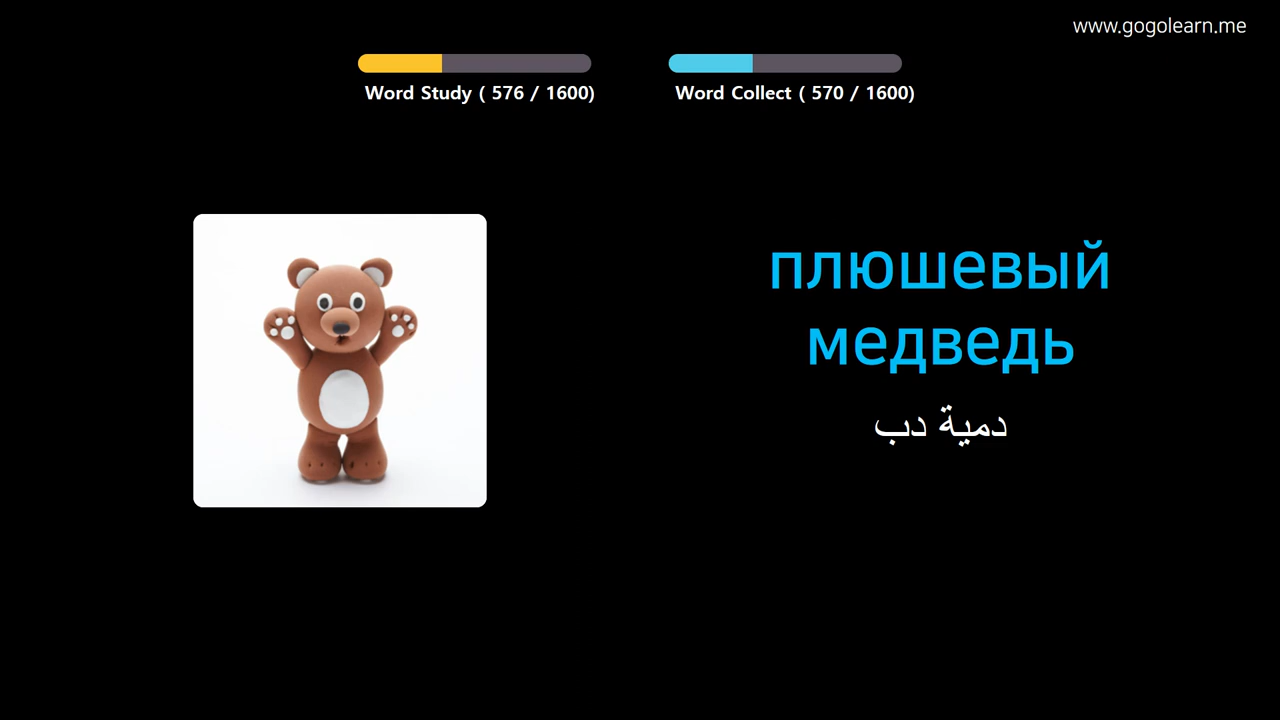 www.gogolearn.me
Word Study ( 576 / 1600)
Word Collect ( 570 / 1600)
плюшевый
медведь
دمية دب